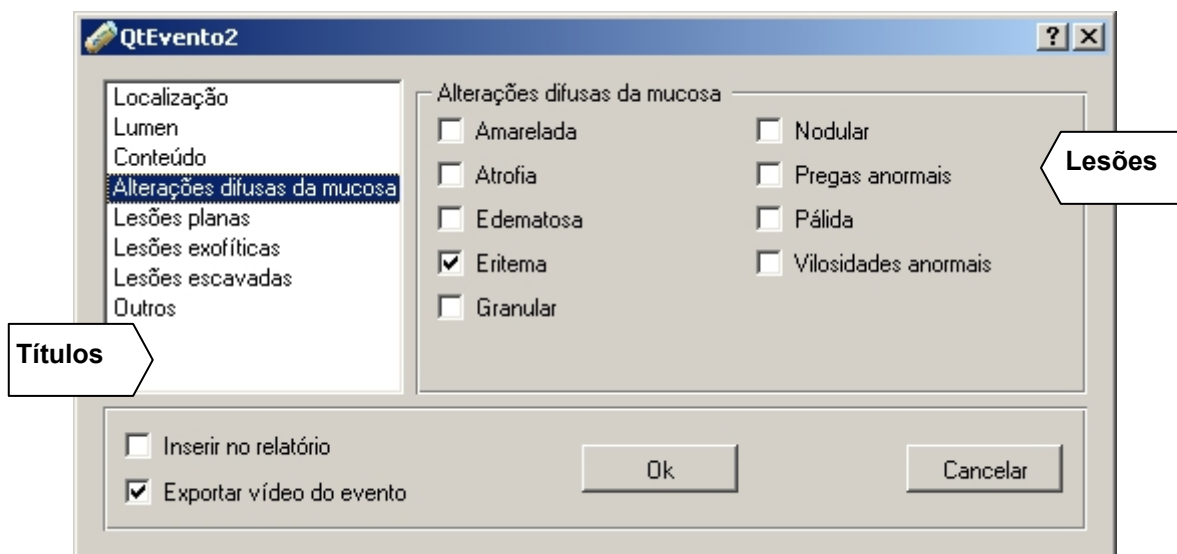 QtEvento2
Localização
Lumen
Conteúdo
Alterações difusas da mucosa
Lesões planas
Lesões exofíticas
Lesões escavadas
Outros
Títulos
Alterações difusas da mucosa
Amarelada
Atrofia
Edematosa
Eritema
Granular
Nodular
Pregas anormais
Pálida
Vilosidades anormais
Lesões
Inserir no relatório
Exportar vídeo do evento
Ok
Cancelar